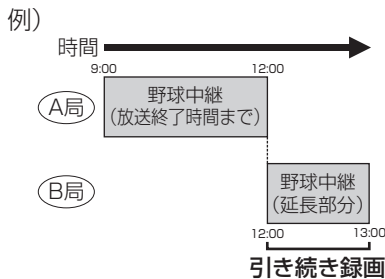 例）
時間
9:00 12:00
A局
野球中継
（放送終了時間まで）
B局
野球中継
（延長部分）
12:00 13:00
引き続き録画